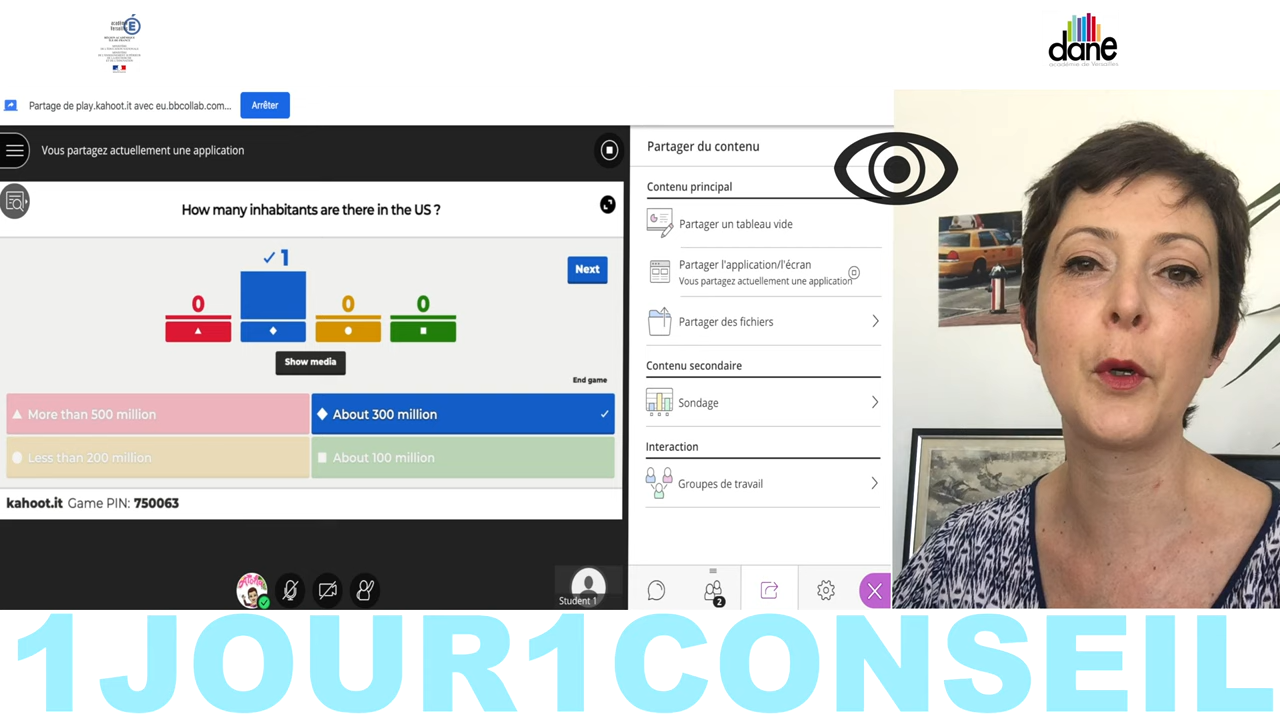 dane
académie de Versailles
Partage de play.kahoot.it avec eu.bbcollab.com...
Arrêter
Vous partagez actuellement une application
How many inhabitants are there in the US ?
1
0
0
0
Next
Show media
End game
More than 500 million
About 300 million
Less than 200 million
About 100 million
kahoot.it Game PIN: 750063
Student 1
Partager du contenu
Contenu principal
Partager un tableau vide
Partager l'application/l'écran
Vous partagez actuellement une application
Partager des fichiers
Contenu secondaire
Sondage
Interaction
Groupes de travail
2
1JOUR1CONSEIL